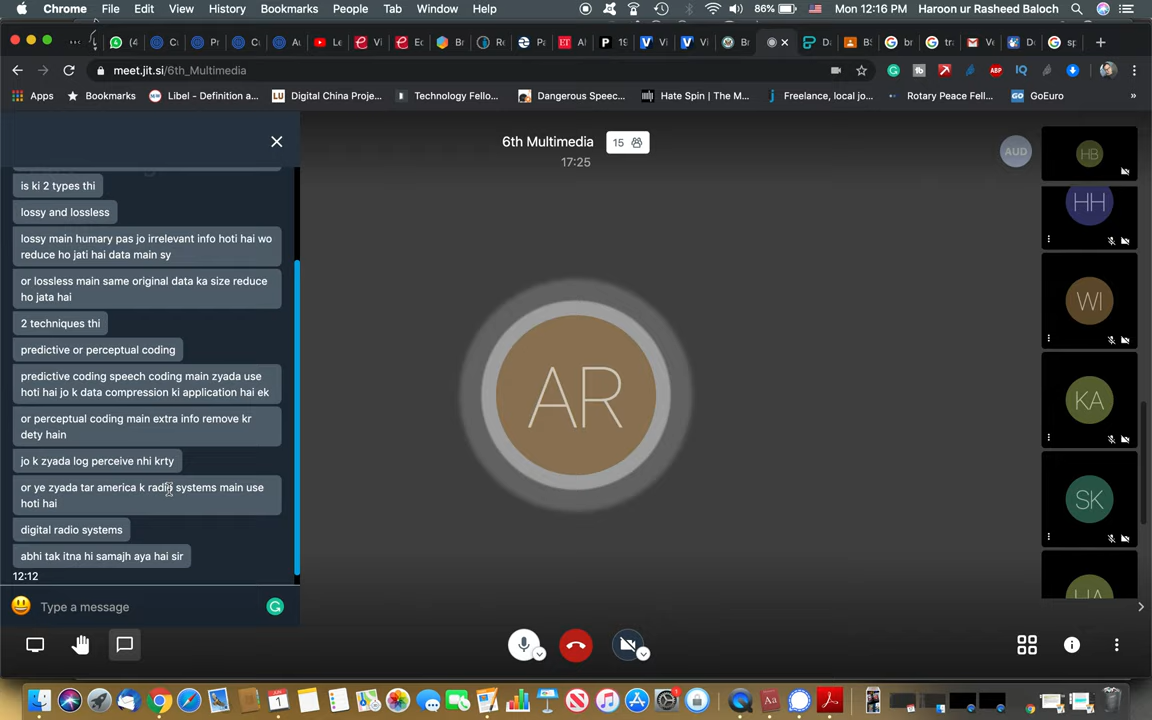 Chrome File Edit View History Bookmarks People Tab Window Help 86% Mon 12:16 PM Haroon ur Rasheed Baloch
meet.jit.si/6th_Multimedia
Apps Bookmarks Libel - Definition a... Digital China Proje... Technology Fello... Dangerous Speec... Hate Spin | The M... Freelance, local jo... Rotary Peace Fell... GoEuro
6th Multimedia 15
17:25
AUD
HB
HH
WI
KA
SK
HA
AR
is ki 2 types thi
lossy and lossless
lossy main humary pas jo irrelevant info hoti hai wo
reduce ho jati hai data main sy
or lossless main same original data ka size reduce
ho jata hai
2 techniques thi
predictive or perceptual coding
predictive coding speech coding main zyada use
hoti hai jo k data compression ki application hai ek
or perceptual coding main extra info remove kr
dety hain
jo k zyada log perceive nhi krty
or ye zyada tar america k radio systems main use
hoti hai
digital radio systems
abhi tak itna hi samajh aya hai sir
12:12
Type a message